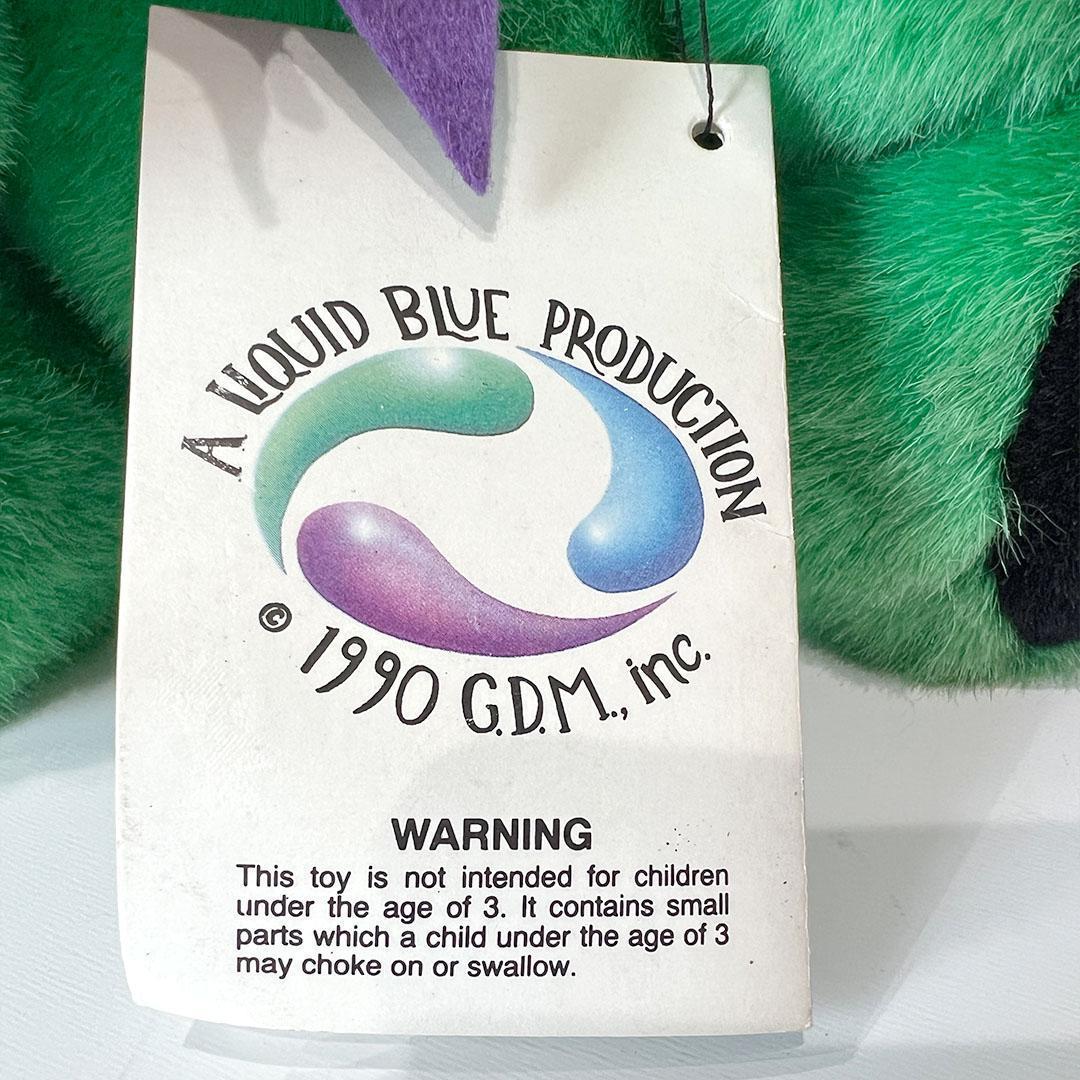 A LIQUID BLUE PRODUCTION
© 1990 G.D.M., inc.
WARNING
This toy is not intended for children
under the age of 3. It contains small
parts which a child under the age of 3
may choke on or swallow.